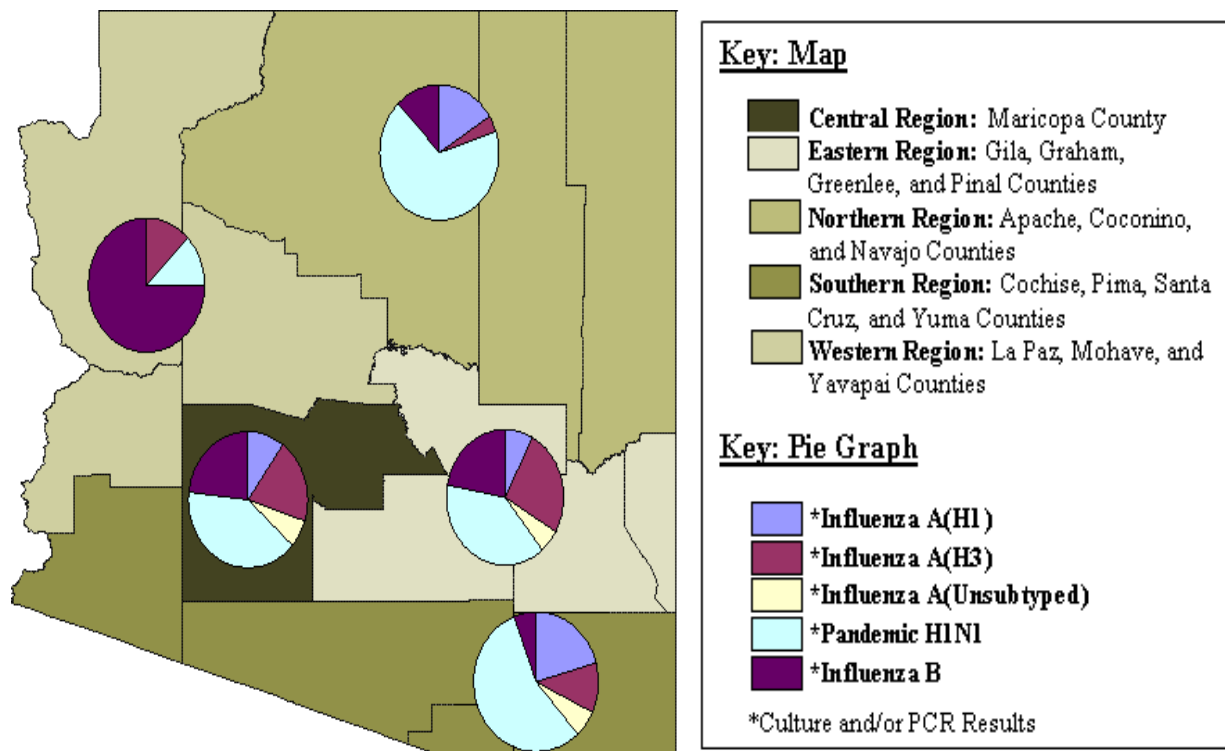 Key: Map
Central Region: Maricopa County
Eastern Region: Gila, Graham,
Greenlee, and Pinal Counties
Northern Region: Apache, Coconino,
and Navajo Counties
Southern Region: Cochise, Pima, Santa
Cruz, and Yuma Counties
Western Region: La Paz, Mohave, and
Yavapai Counties
Key: Pie Graph
*Influenza A(H1)
*Influenza A(H3)
*Influenza A(Unsubtyped)
*Pandemic H1N1
*Influenza B
*Culture and/or PCR Results